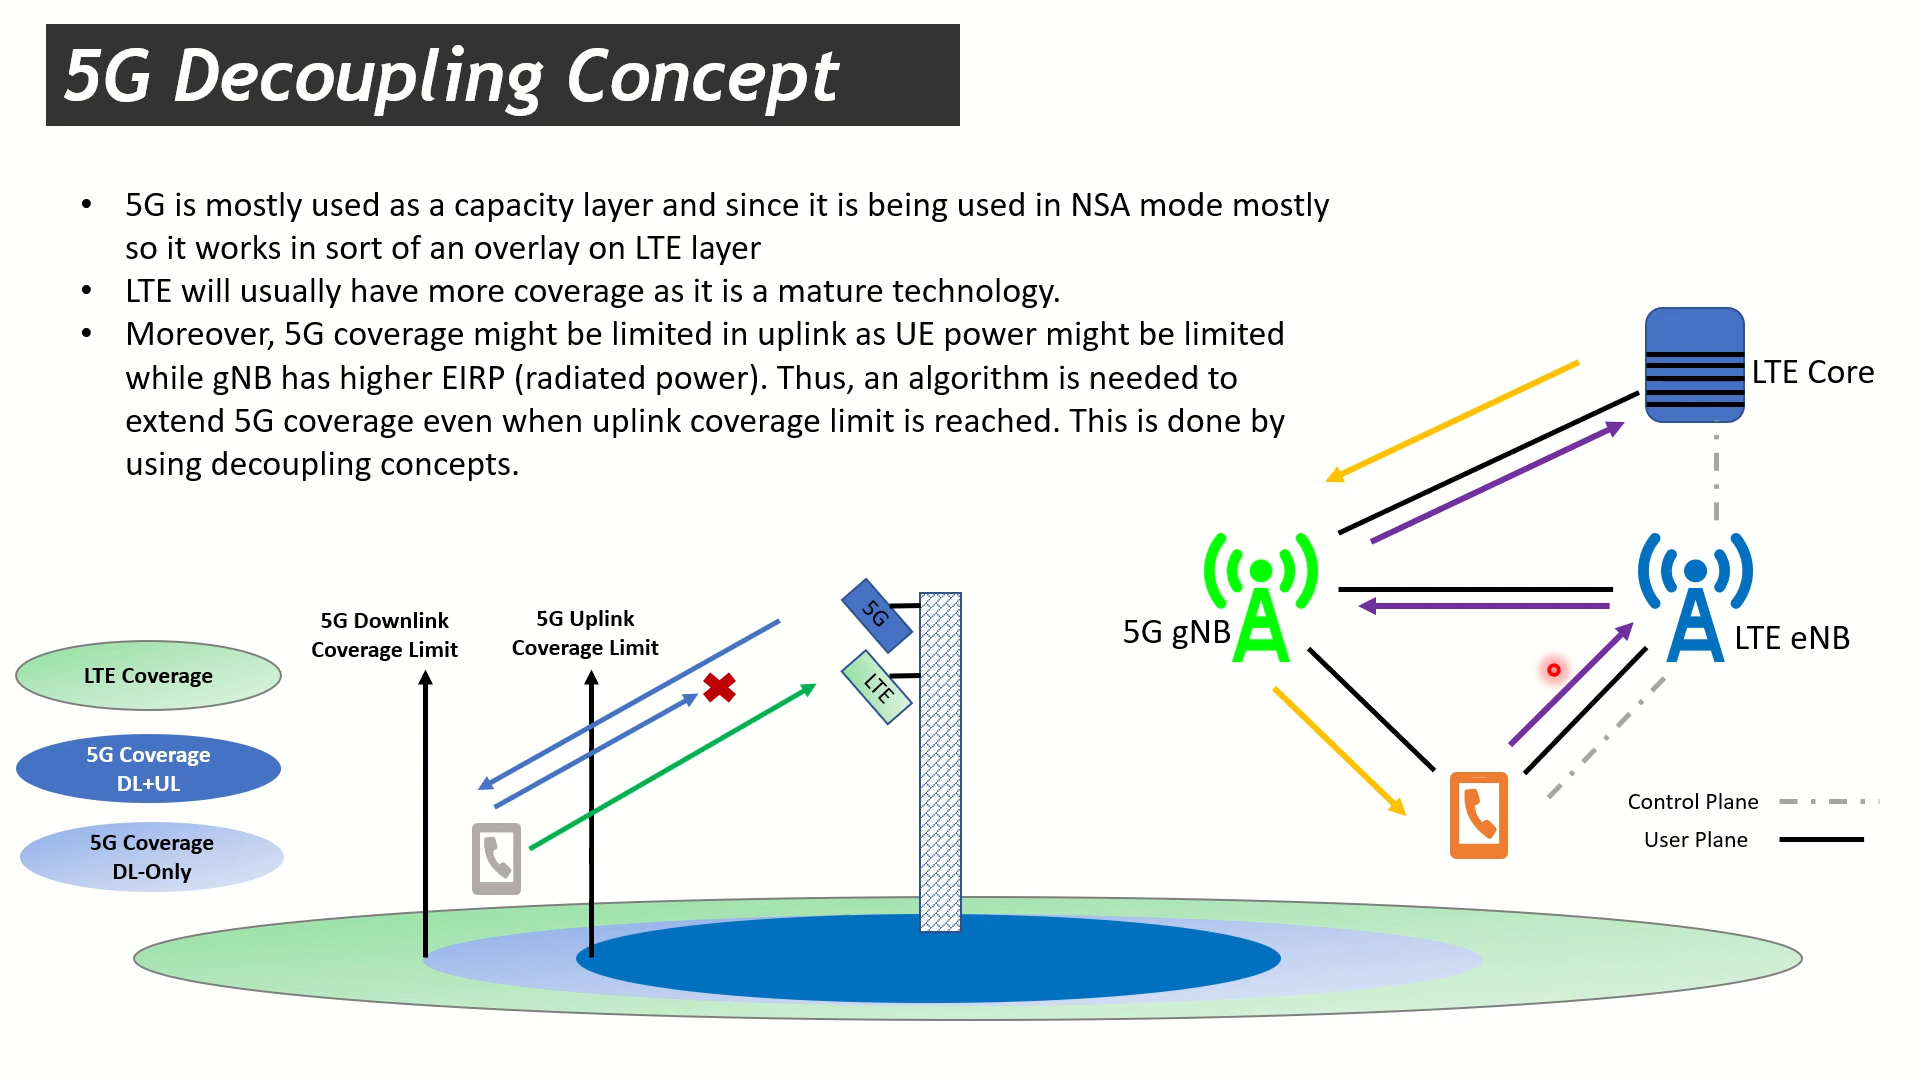 5G Decoupling Concept
• 5G is mostly used as a capacity layer and since it is being used in NSA mode mostly
so it works in sort of an overlay on LTE layer
• LTE will usually have more coverage as it is a mature technology.
• Moreover, 5G coverage might be limited in uplink as UE power might be limited
while gNB has higher EIRP (radiated power). Thus, an algorithm is needed to
extend 5G coverage even when uplink coverage limit is reached. This is done by
using decoupling concepts.
LTE Core
5G gNB
LTE eNB
Control Plane
User Plane
5G Downlink
Coverage Limit
5G Uplink
Coverage Limit
5G
LTE
LTE Coverage
5G Coverage
DL+UL
5G Coverage
DL-Only